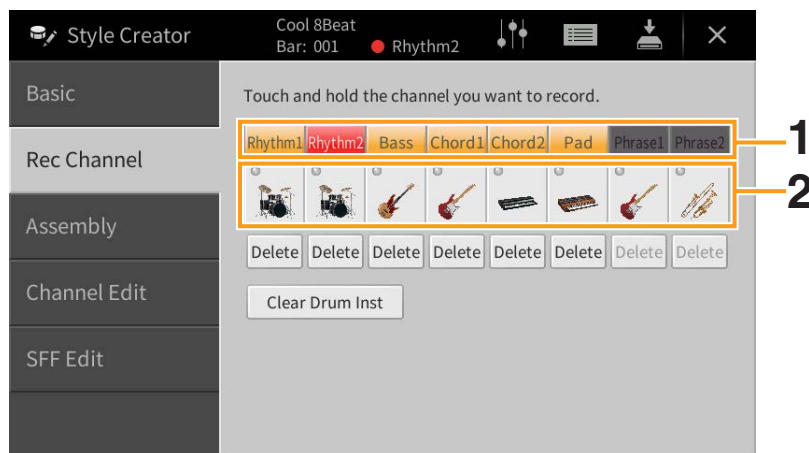 Style Creator
Cool 8Beat
Bar: 001 Rhythm2
Basic
Rec Channel
Assembly
Channel Edit
SFF Edit
Touch and hold the channel you want to record.
Rhythm1 Rhythm2 Bass Chord1 Chord2 Pad Phrase1 Phrase2
1
2
Delete Delete Delete Delete Delete Delete Delete Delete
Clear Drum Inst